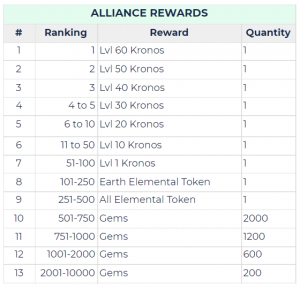 ALLIANCE REWARDS
# Ranking Reward Quantity
1 1 Lvl 60 Kronos 1
2 2 Lvl 50 Kronos 1
3 3 Lvl 40 Kronos 1
4 4 to 5 Lvl 30 Kronos 1
5 6 to 10 Lvl 20 Kronos 1
6 11 to 50 Lvl 10 Kronos 1
7 51-100 Lvl 1 Kronos 1
8 101-250 Earth Elemental Token 1
9 251-500 All Elemental Token 1
10 501-750 Gems 2000
11 751-1000 Gems 1200
12 1001-2000 Gems 600
13 2001-10000 Gems 200